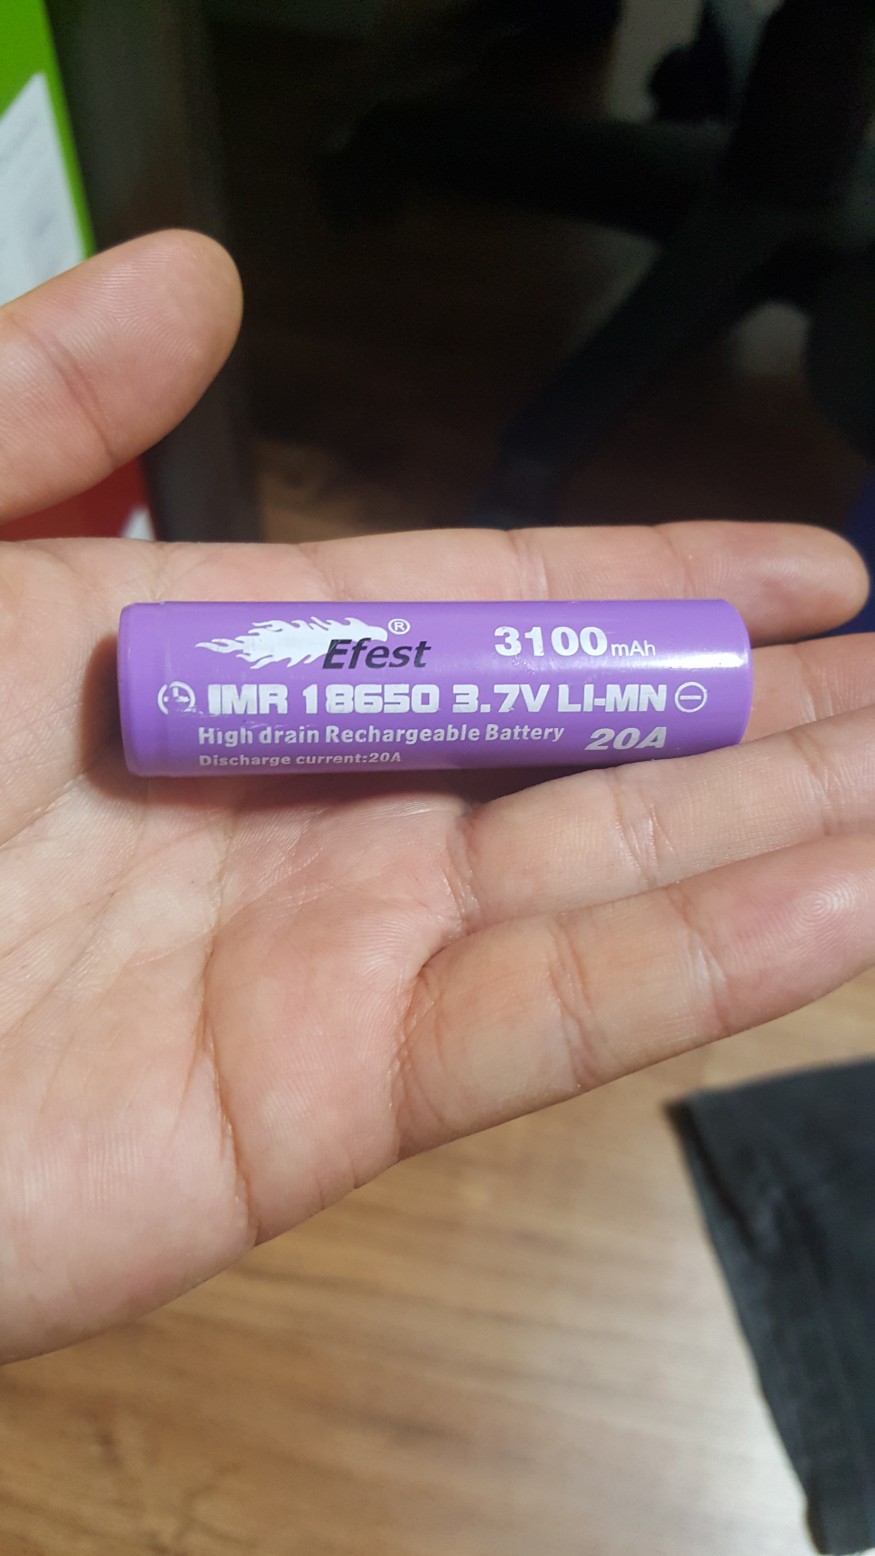 Efest®
3100mAh
⊕ IMR 18650 3.7V LI-MN ⊖
High drain Rechargeable Battery 20A
Discharge current:20A